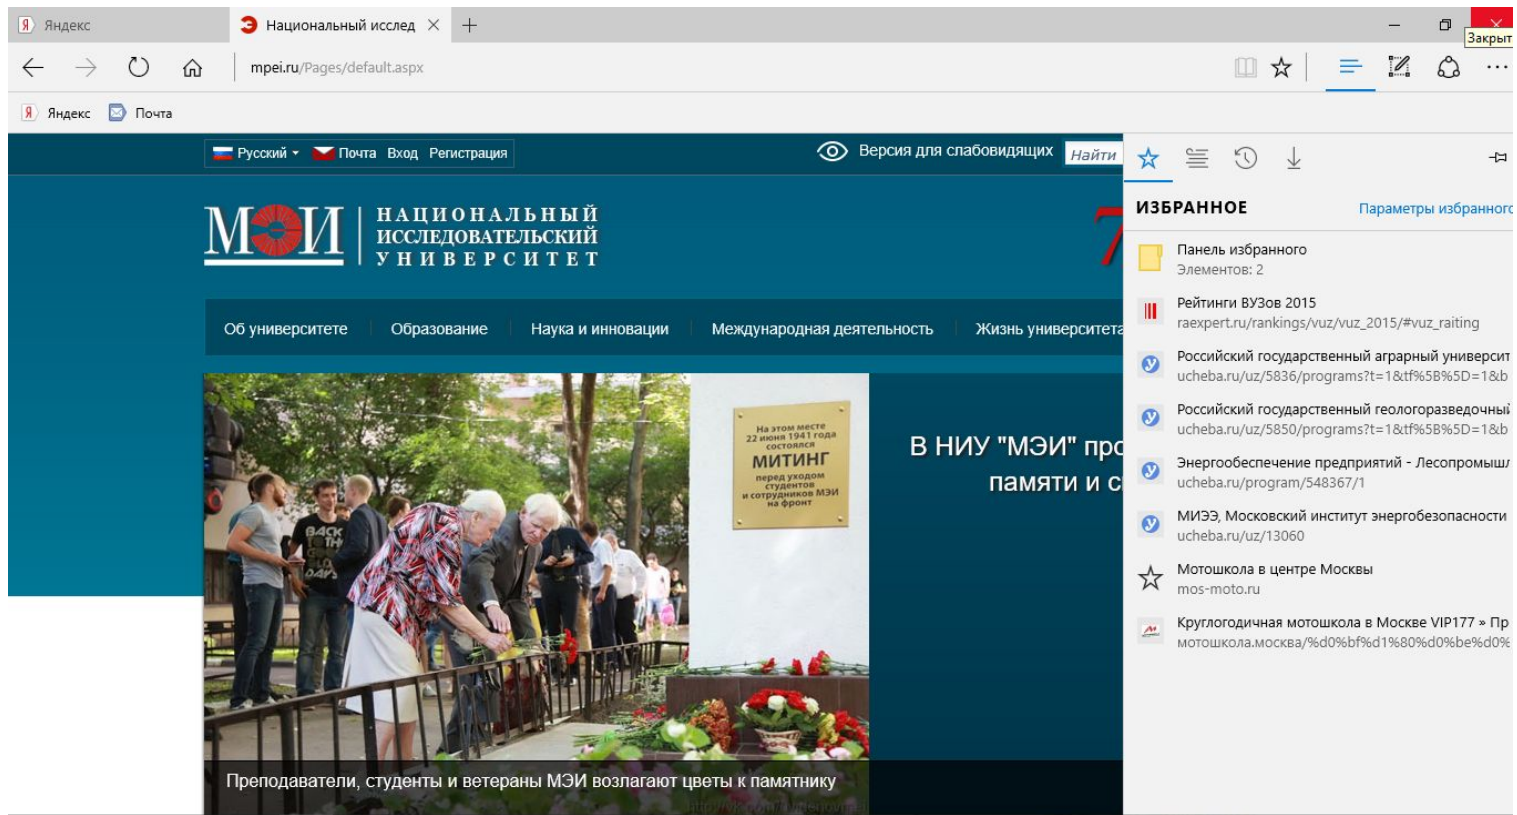 Яндекс
Национальный исслед
Закрыт
mpei.ru/Pages/default.aspx
Яндекс Почта
Русский Почта Вход Регистрация
Версия для слабовидящих Найти
МЭИ
НАЦИОНАЛЬНЫЙ
ИССЛЕДОВАТЕЛЬСКИЙ
УНИВЕРСИТЕТ
7
Об университете Образование Наука и инновации Международная деятельность Жизнь университета
На этом месте
22 июня 1941 года
состоялся
МИТИНГ
перед уходом
студентов
и сотрудников МЭИ
на фронт
BACK
TH
DAYS
В НИУ "МЭИ" про
памяти и с
Преподаватели, студенты и ветераны МЭИ возлагают цветы к памятнику
ИЗБРАННОЕ Параметры избранного
Панель избранного
Элементов: 2
Рейтинги ВУЗов 2015
raexpert.ru/rankings/vuz/vuz_2015/#vuz_raiting
Российский государственный аграрный университ
ucheba.ru/uz/5836/programs?t=1&tf%5B%5D=1&b
Российский государственный геологоразведочный
ucheba.ru/uz/5850/programs?t=1&tf%5B%5D=1&b
Энергообеспечение предприятий - Лесопромышл
ucheba.ru/program/548367/1
МИЭЭ, Московский институт энергобезопасности
ucheba.ru/uz/13060
Мотошкола в центре Москвы
mos-moto.ru
Круглогодичная мотошкола в Москве VIP177 » Пр
мотошкола.москва/%d0%bf%d1%80%d0%be%d0%